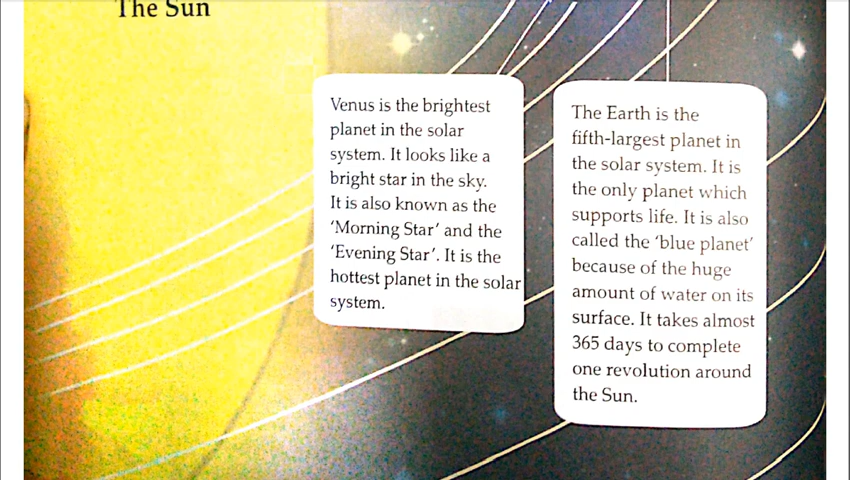 The Sun
Venus is the brightest
planet in the solar
system. It looks like a
bright star in the sky.
It is also known as the
‘Morning Star’ and the
‘Evening Star’. It is the
hottest planet in the solar
system.
The Earth is the
fifth-largest planet in
the solar system. It is
the only planet which
supports life. It is also
called the ‘blue planet’
because of the huge
amount of water on its
surface. It takes almost
365 days to complete
one revolution around
the Sun.